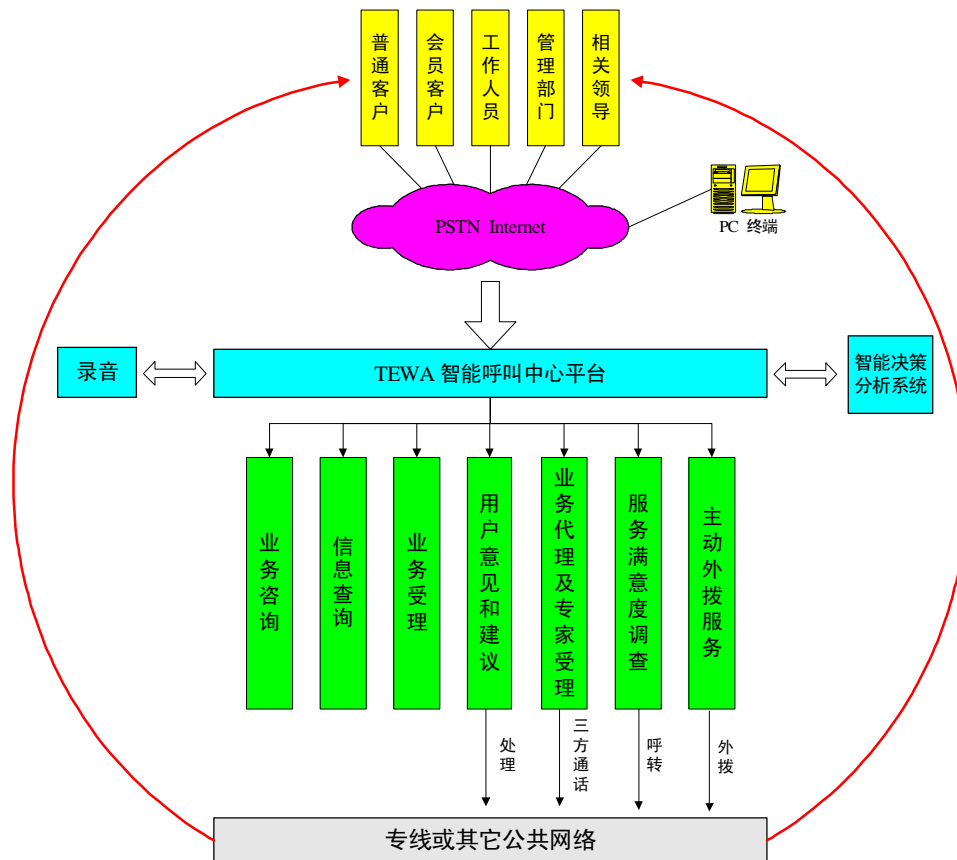 普通客户
会员客户
工作人员
管理部门
相关领导
PSTN Internet
PC 终端
录音
TEWA 智能呼叫中心平台
智能决策
分析系统
业务咨询
信息查询
业务受理
用户意见和建议
业务代理及专家受理
服务满意度调查
主动外拨服务
处理
三方通话
呼转
外拨
专线或其它公共网络